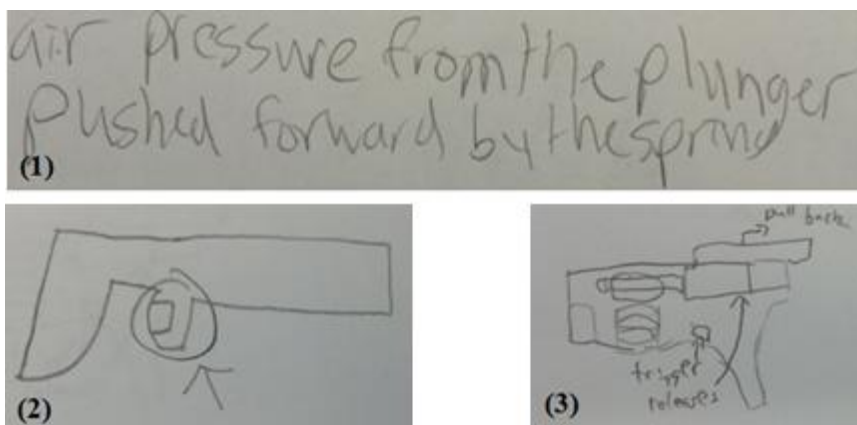 air pressure from the plunger
pushed forward by the spring
(1)
pull back
trigger
releases
(2)
(3)